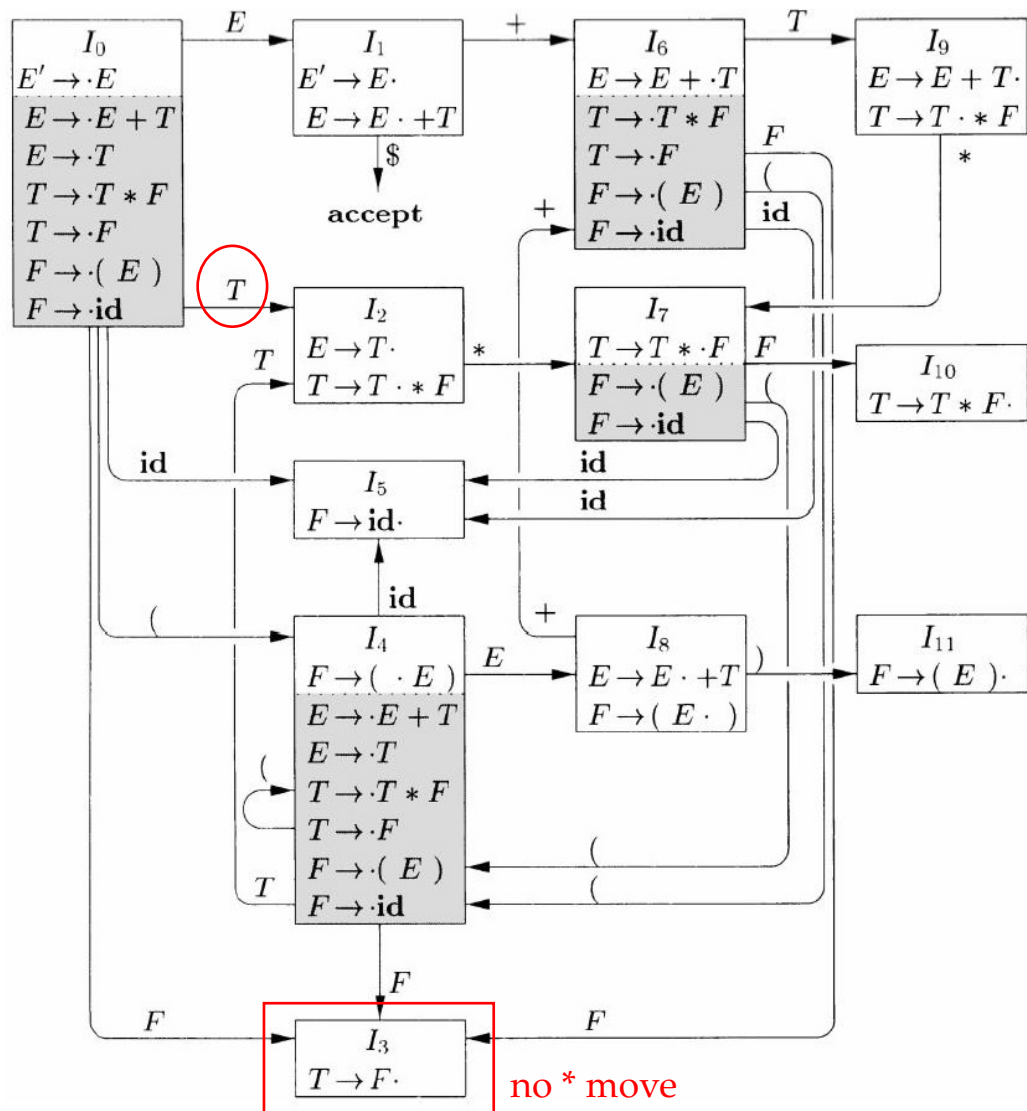 I₀
E′ → ·E
E → ·E + T
E → ·T
T → ·T * F
T → ·F
F → ·( E )
F → ·id
E
I₁
E′ → E·
E → E · +T
$
accept
+
I₆
E → E + ·T
T → ·T * F
T → ·F
F → ·( E )
F → ·id
T
I₉
E → E + T·
T → T · * F
*
F
(
id
+
T
I₂
E → T·
T → T · * F
T
*
I₇
T → T * ·F
F → ·( E )
F → ·id
F
(
I₁₀
T → T * F·
id
I₅
F → id·
id
id
id
(
I₄
F → ( · E )
E → ·E + T
E → ·T
T → ·T * F
T → ·F
F → ·( E )
F → ·id
(
T
E
+
I₈
E → E · +T
F → ( E · )
)
I₁₁
F → ( E ) ·
(
(
F
F
I₃
T → F·
F
no * move